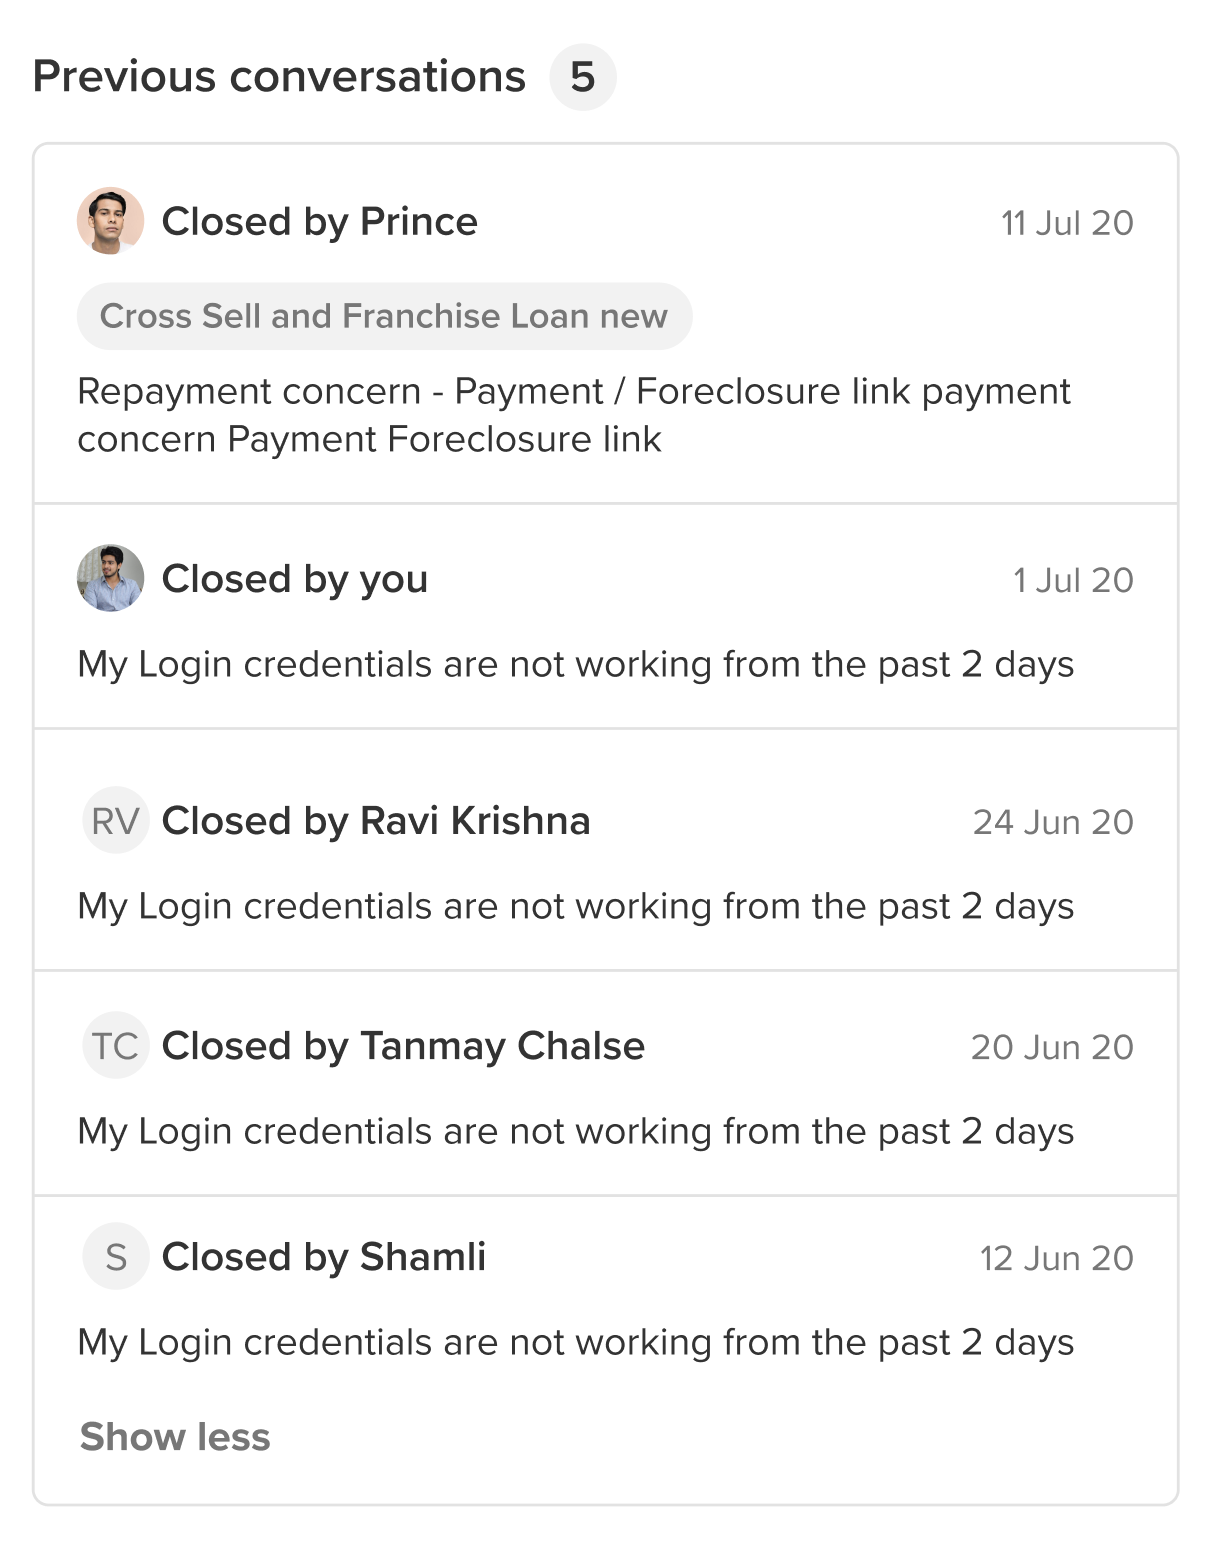 Previous conversations 5
Closed by Prince 11 Jul 20
Cross Sell and Franchise Loan new
Repayment concern - Payment / Foreclosure link payment
concern Payment Foreclosure link
Closed by you 1 Jul 20
My Login credentials are not working from the past 2 days
RV Closed by Ravi Krishna 24 Jun 20
My Login credentials are not working from the past 2 days
TC Closed by Tanmay Chalse 20 Jun 20
My Login credentials are not working from the past 2 days
S Closed by Shamli 12 Jun 20
My Login credentials are not working from the past 2 days
Show less